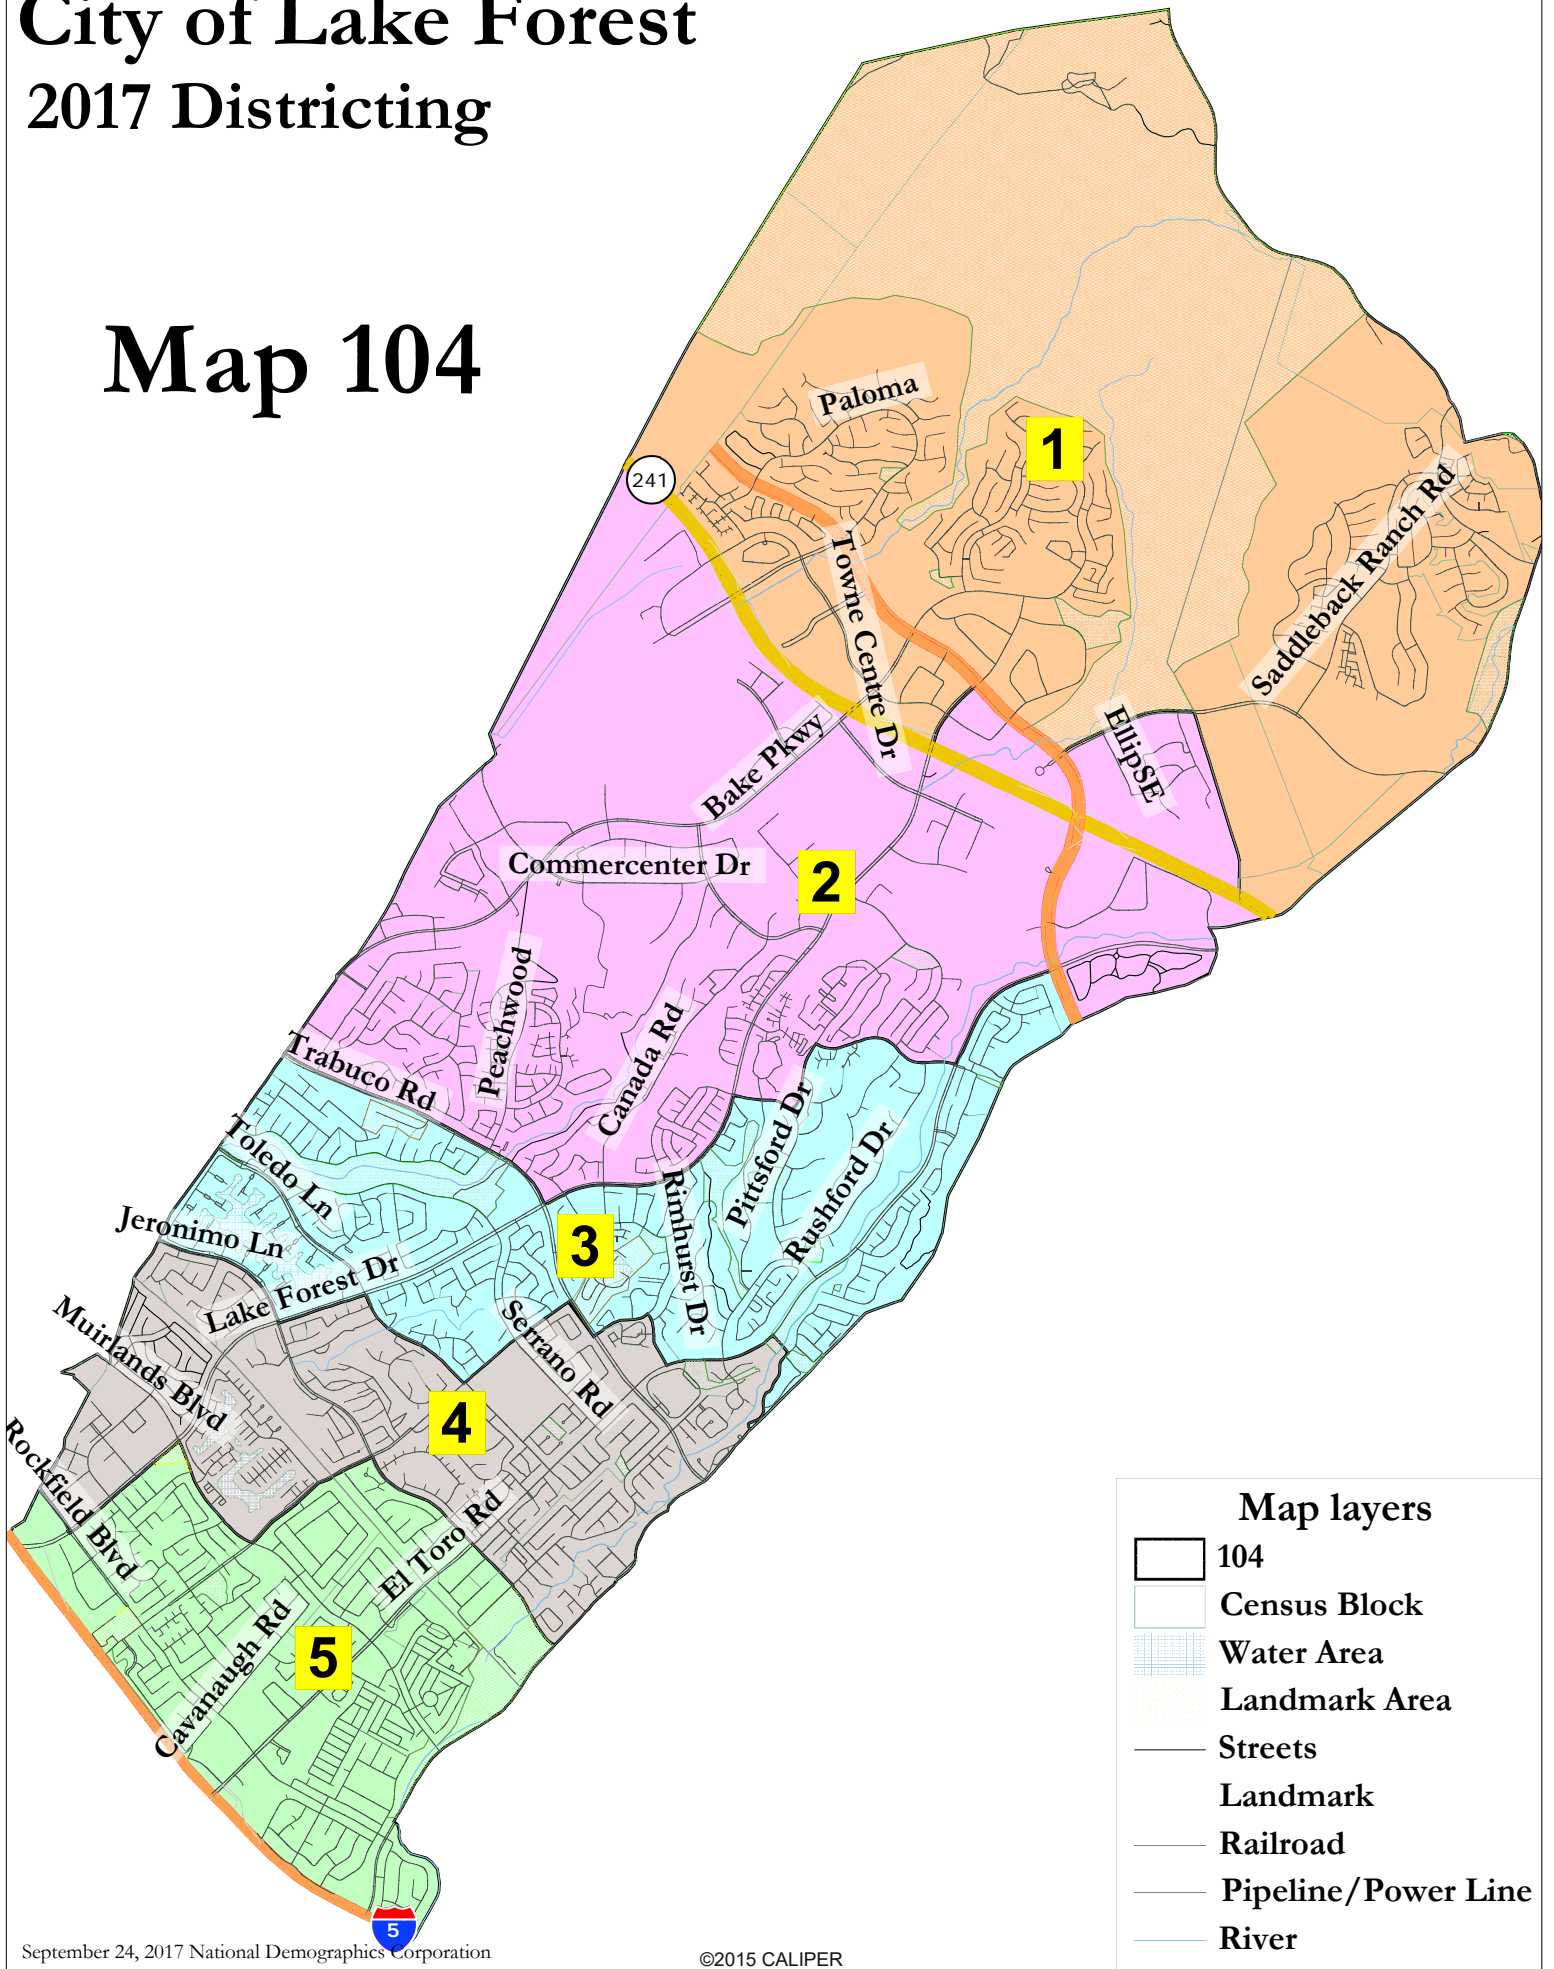 City of Lake Forest
2017 Districting
Map 104
Paloma
1
241
Towne Centre Dr
Saddleback Ranch Rd
EllipSE
Bake Pkwy
Commercenter Dr
2
Peachwood
Canada Rd
Trabuco Rd
Toledo Ln
Pittsford Dr
Rushford Dr
Rimhurst Dr
Jeronimo Ln
3
Lake Forest Dr
Serrano Rd
Muirlands Blvd
4
Rockfield Blvd
El Toro Rd
Cavanaugh Rd
5
Map layers
104
Census Block
Water Area
Landmark Area
Streets
Landmark
Railroad
Pipeline/Power Line
River
5
September 24, 2017 National Demographics Corporation
©2015 CALIPER